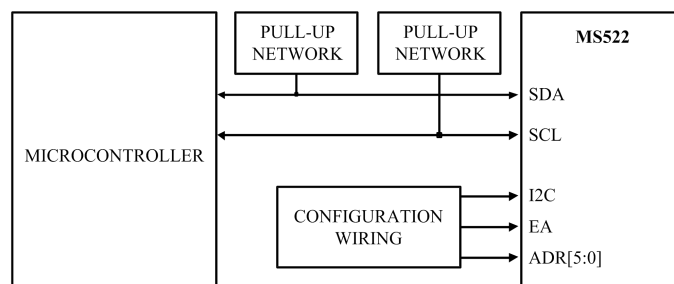 PULL-UP
NETWORK
PULL-UP
NETWORK
MS522
SDA
SCL
MICROCONTROLLER
I2C
CONFIGURATION
WIRING
EA
ADR[5:0]